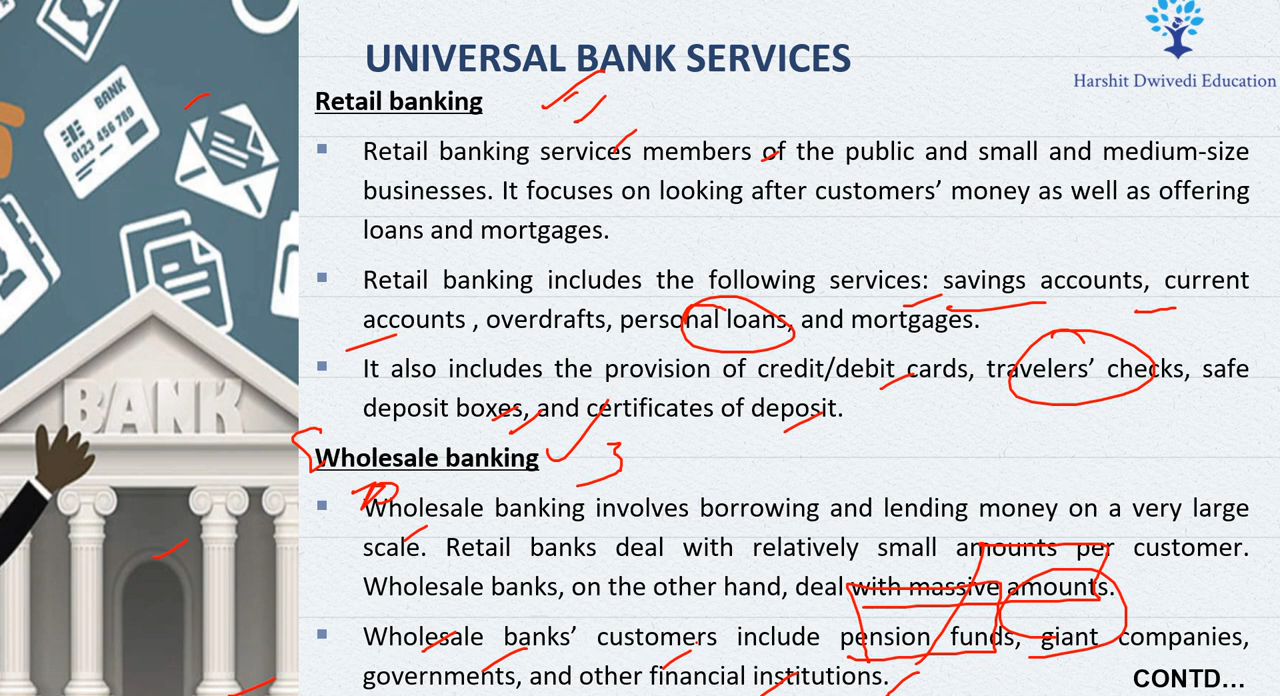 UNIVERSAL BANK SERVICES
Harshit Dwivedi Education
Retail banking
Retail banking services members of the public and small and medium-size
businesses. It focuses on looking after customers’ money as well as offering
loans and mortgages.
Retail banking includes the following services: savings accounts, current
accounts , overdrafts, personal loans, and mortgages.
It also includes the provision of credit/debit cards, travelers’ checks, safe
deposit boxes, and certificates of deposit.
Wholesale banking
3
Wholesale banking involves borrowing and lending money on a very large
scale. Retail banks deal with relatively small amounts per customer.
Wholesale banks, on the other hand, deal with massive amounts.
Wholesale banks’ customers include pension funds, giant companies,
governments, and other financial institutions.
CONTD...
BANK
0123 456 789
BANK